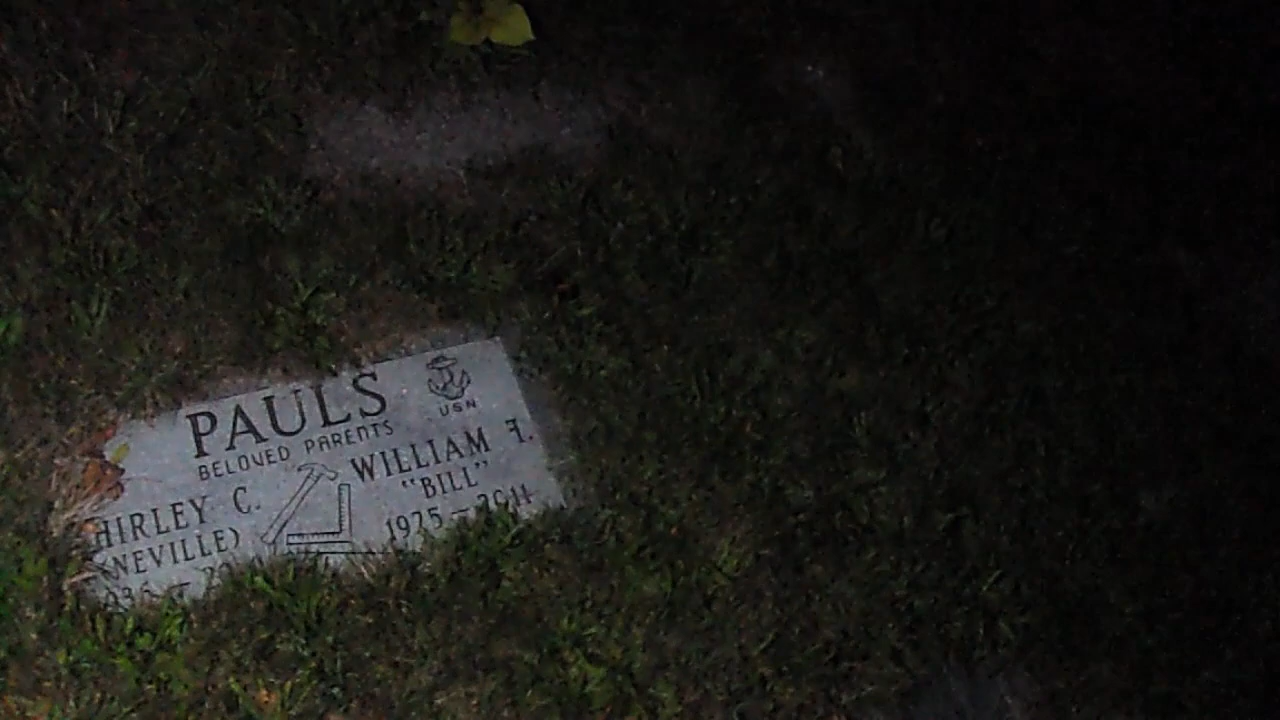 PAULS
USN
BELOVED PARENTS
HIRLEY C.
(NEVILLE)
WILLIAM F.
"BILL"
1925 – 2011